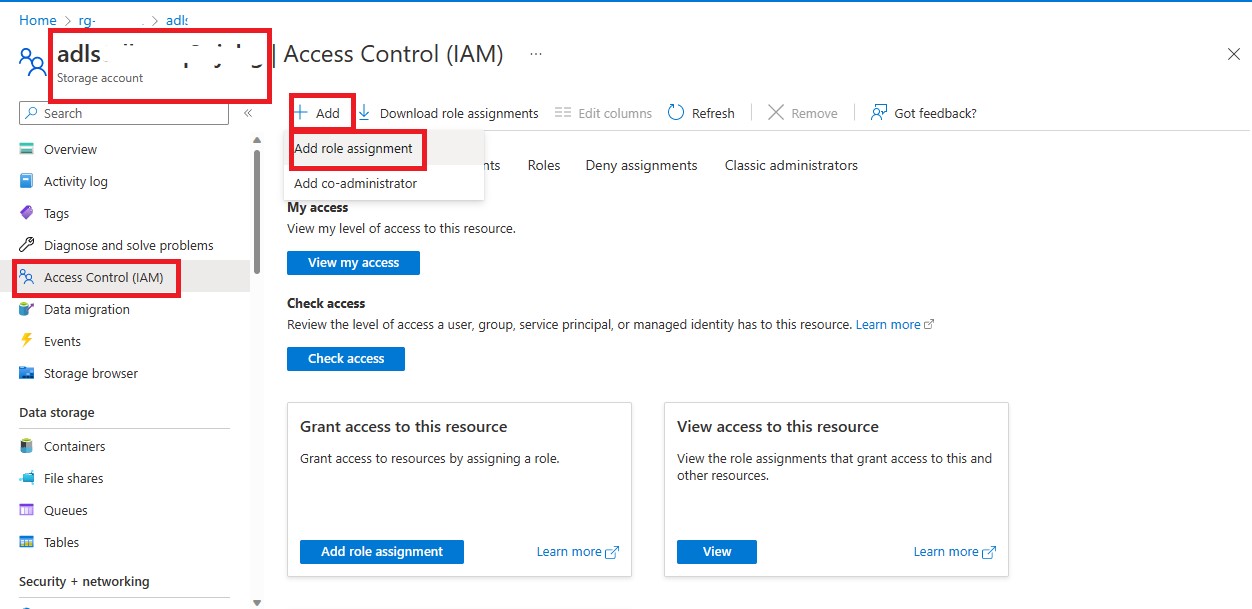 Home > rg- > adls
adls | Access Control (IAM) ...
Storage account
Search
«
Add
Download role assignments
Edit columns
Refresh
Remove
Got feedback?
Add role assignment
Add co-administrator
nts
Roles
Deny assignments
Classic administrators
Overview
Activity log
Tags
Diagnose and solve problems
Access Control (IAM)
Data migration
Events
Storage browser
Data storage
Containers
File shares
Queues
Tables
Security + networking
My access
View my level of access to this resource.
View my access
Check access
Review the level of access a user, group, service principal, or managed identity has to this resource. Learn more
Check access
Grant access to this resource
Grant access to resources by assigning a role.
Add role assignment
Learn more
View access to this resource
View the role assignments that grant access to this and
other resources.
View
Learn more